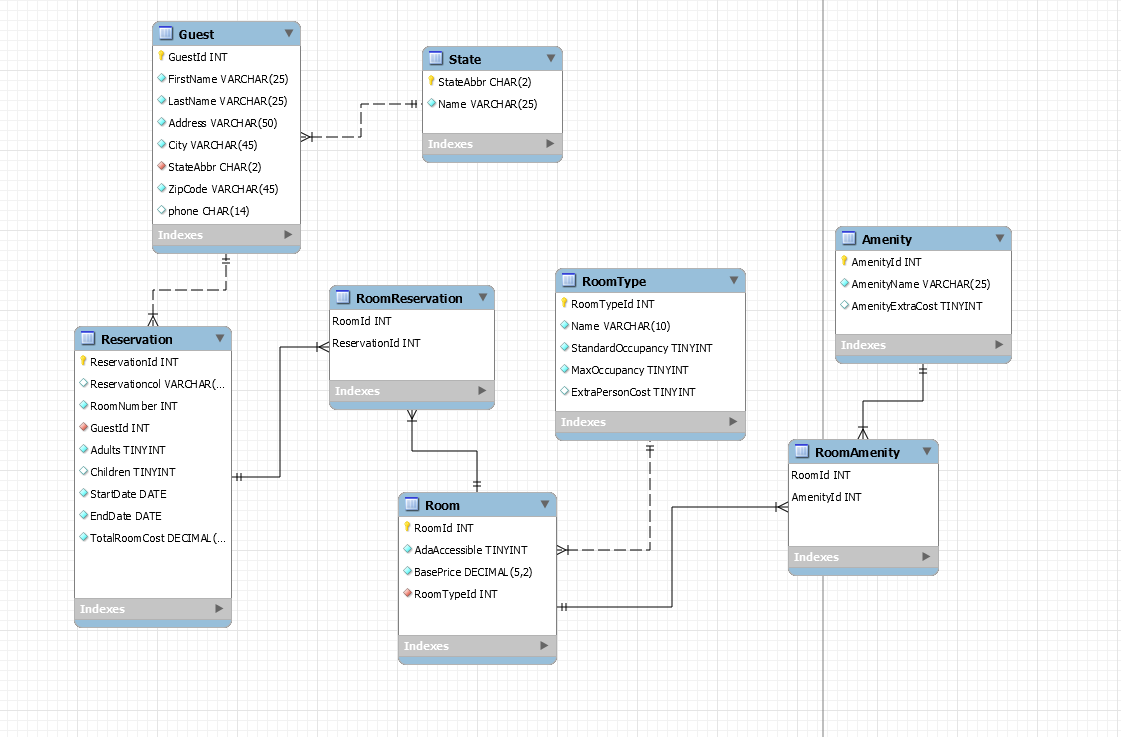 Guest
GuestId INT
FirstName VARCHAR(25)
LastName VARCHAR(25)
Address VARCHAR(50)
City VARCHAR(45)
StateAbbr CHAR(2)
ZipCode VARCHAR(45)
phone CHAR(14)
Indexes
State
StateAbbr CHAR(2)
Name VARCHAR(25)
Indexes
Reservation
ReservationId INT
Reservationcol VARCHAR(...
RoomNumber INT
GuestId INT
Adults TINYINT
Children TINYINT
StartDate DATE
EndDate DATE
TotalRoomCost DECIMAL(...
Indexes
RoomReservation
RoomId INT
ReservationId INT
Indexes
RoomType
RoomTypeId INT
Name VARCHAR(10)
StandardOccupancy TINYINT
MaxOccupancy TINYINT
ExtraPersonCost TINYINT
Indexes
Room
RoomId INT
AdaAccessible TINYINT
BasePrice DECIMAL(5,2)
RoomTypeId INT
Indexes
Amenity
AmenityId INT
AmenityName VARCHAR(25)
AmenityExtraCost TINYINT
Indexes
RoomAmenity
RoomId INT
AmenityId INT
Indexes